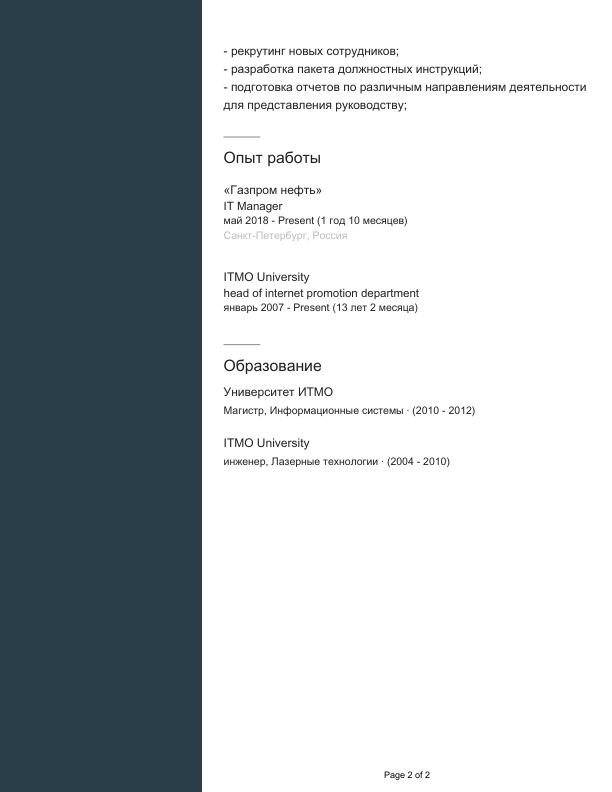 - рекрутинг новых сотрудников;
- разработка пакета должностных инструкций;
- подготовка отчетов по различным направлениям деятельности
для представления руководству;
Опыт работы
«Газпром нефть»
IT Manager
май 2018 - Present (1 год 10 месяцев)
Санкт-Петербург, Россия
ITMO University
head of internet promotion department
январь 2007 - Present (13 лет 2 месяца)
Образование
Университет ИТМО
Магистр, Информационные системы · (2010 - 2012)
ITMO University
инженер, Лазерные технологии · (2004 - 2010)
Page 2 of 2